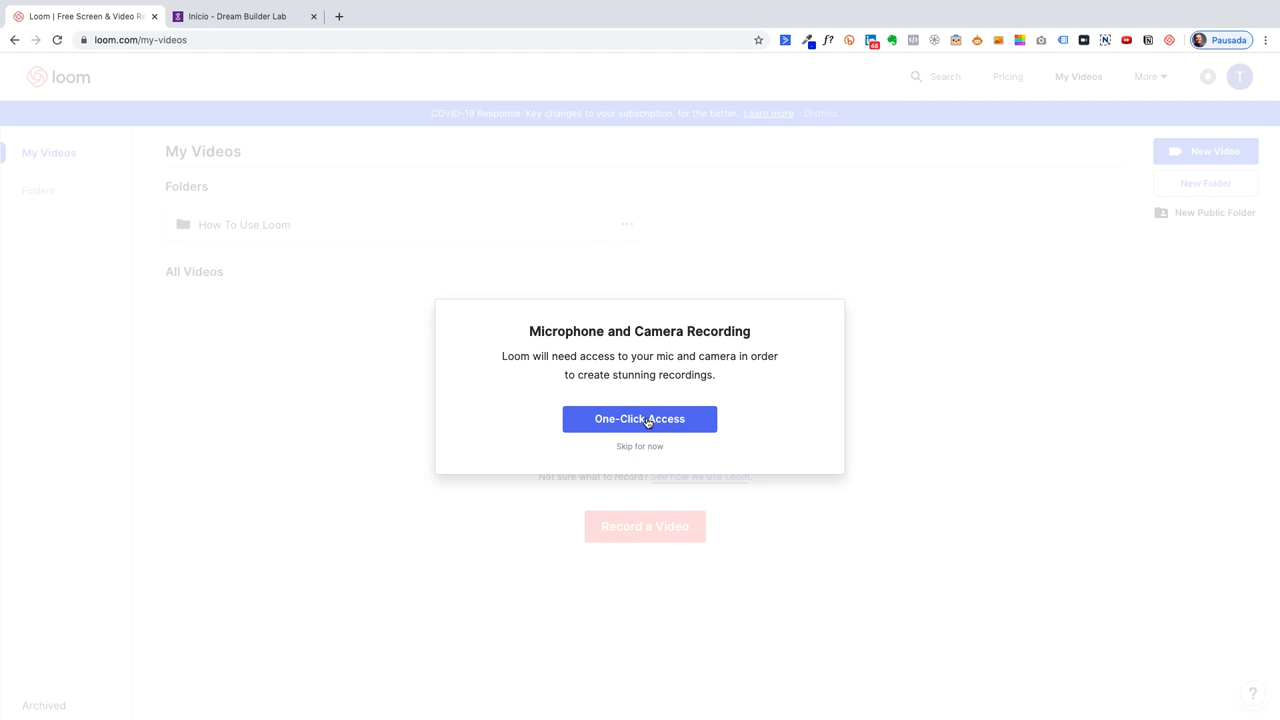 Loom | Free Screen & Video Re
Início - Dream Builder Lab
loom.com/my-videos
f?
48
Pausada
loom
Search
Pricing
My Videos
More
T
COVID-19 Response: Key changes to your subscription, for the better. Learn more Dismiss
My Videos
Folders
My Videos
Folders
How To Use Loom
All Videos
New Video
New Folder
New Public Folder
Microphone and Camera Recording
Loom will need access to your mic and camera in order
to create stunning recordings.
One-Click Access
Skip for now
Not sure what to record? See how we use Loom.
Record a Video
Archived
?